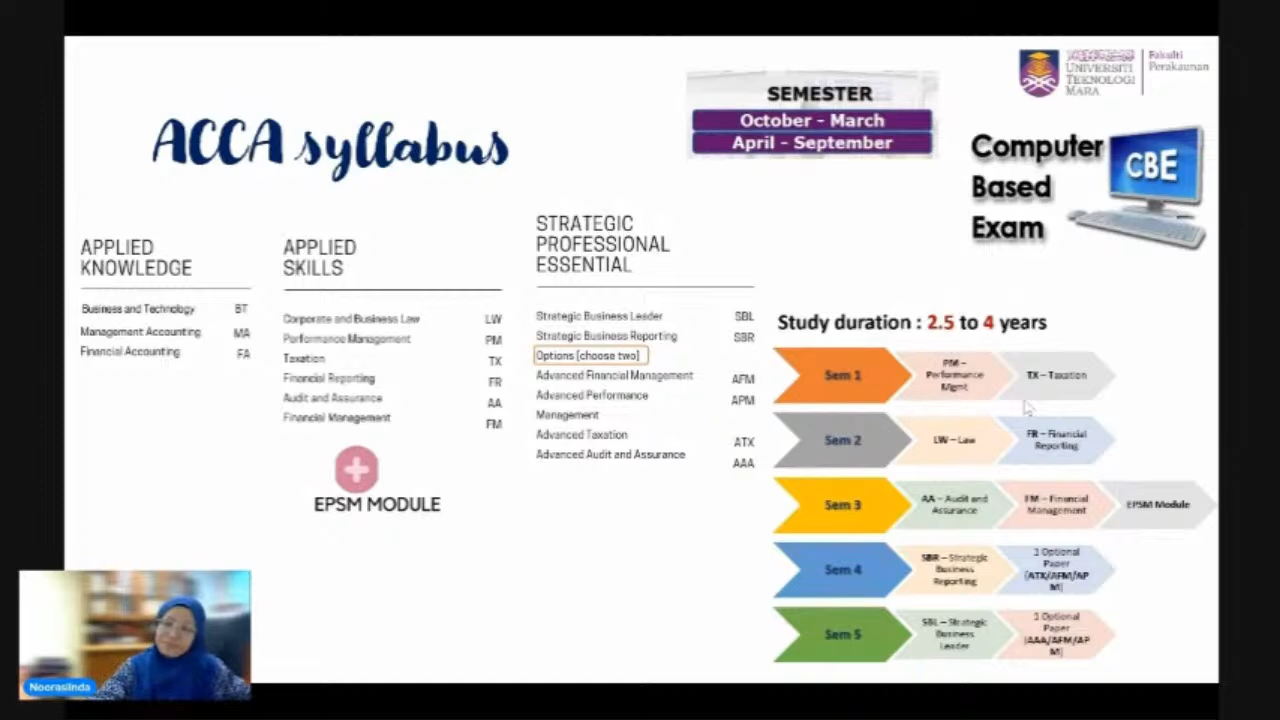 UNIVERSITI
TEKNOLOGI
MARA
Fakulti
Perakaunan
SEMESTER
October - March
April - September
ACCA syllabus
Computer
Based
Exam
CBE
APPLIED
KNOWLEDGE
Business and Technology BT
Management Accounting MA
Financial Accounting FA
APPLIED
SKILLS
Corporate and Business Law LW
Performance Management PM
Taxation TX
Financial Reporting FR
Audit and Assurance AA
Financial Management FM
EPSM MODULE
STRATEGIC
PROFESSIONAL
ESSENTIAL
Strategic Business Leader SBL
Strategic Business Reporting SBR
Options (choose two)
Advanced Financial Management AFM
Advanced Performance APM
Management
Advanced Taxation ATX
Advanced Audit and Assurance AAA
Study duration : 2.5 to 4 years
Sem 1
PM –
Performance
Mgmt
TX – Taxation
Sem 2
LW – Law
FR – Financial
Reporting
Sem 3
AA – Audit and
Assurance
FM – Financial
Management
EPSM Module
Sem 4
SBR – Strategic
Business
Reporting
1 Optional
Paper
(ATX/AFM/AP
M)
Sem 5
SBL – Strategic
Business
Leader
1 Optional
Paper
(AAA/AFM/AP
M)
Nooraslinda